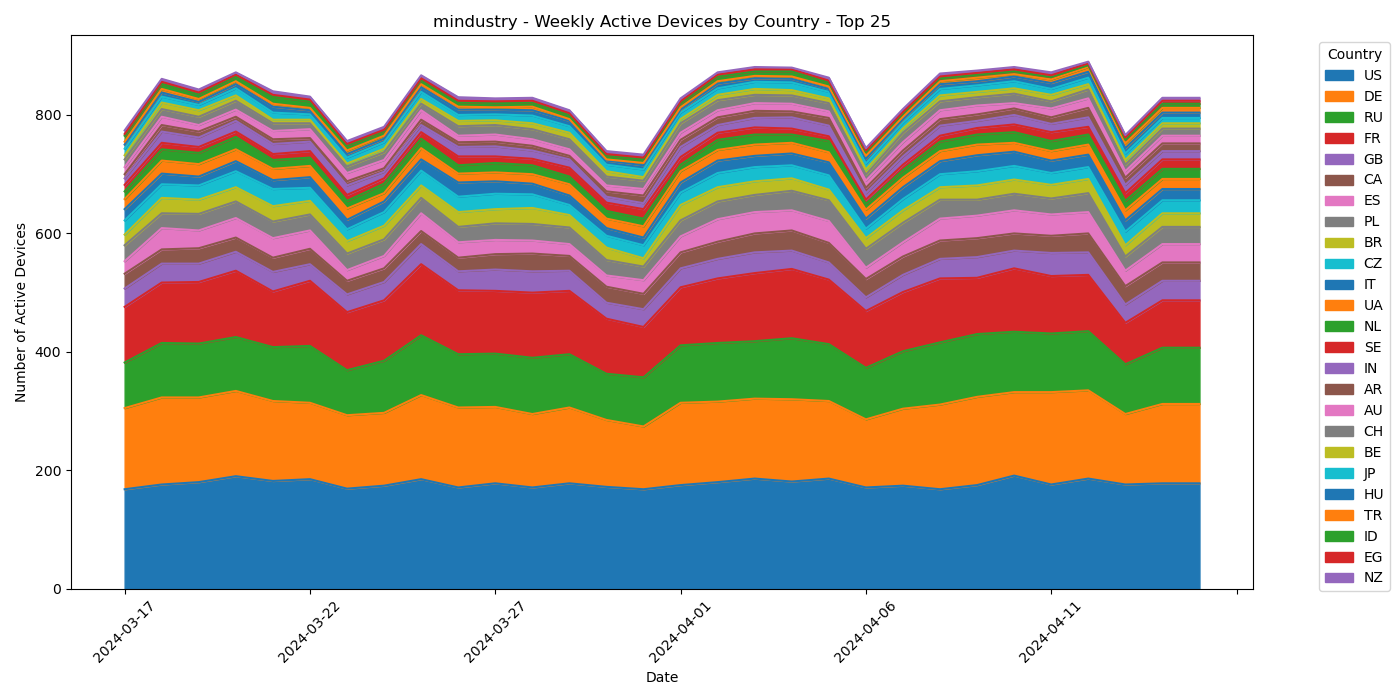 mindustry - Weekly Active Devices by Country - Top 25
Number of Active Devices
800
600
400
200
0
2024-03-17
2024-03-22
2024-03-27
2024-04-01
2024-04-06
2024-04-11
Date
Country
US
DE
RU
FR
GB
CA
ES
PL
BR
CZ
IT
UA
NL
SE
IN
AR
AU
CH
BE
JP
HU
TR
ID
EG
NZ